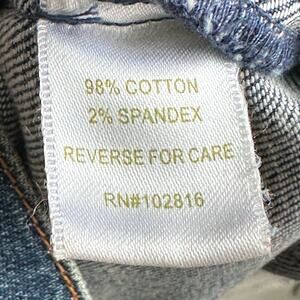 98% COTTON
2% SPANDEX
REVERSE FOR CARE
RN#102816